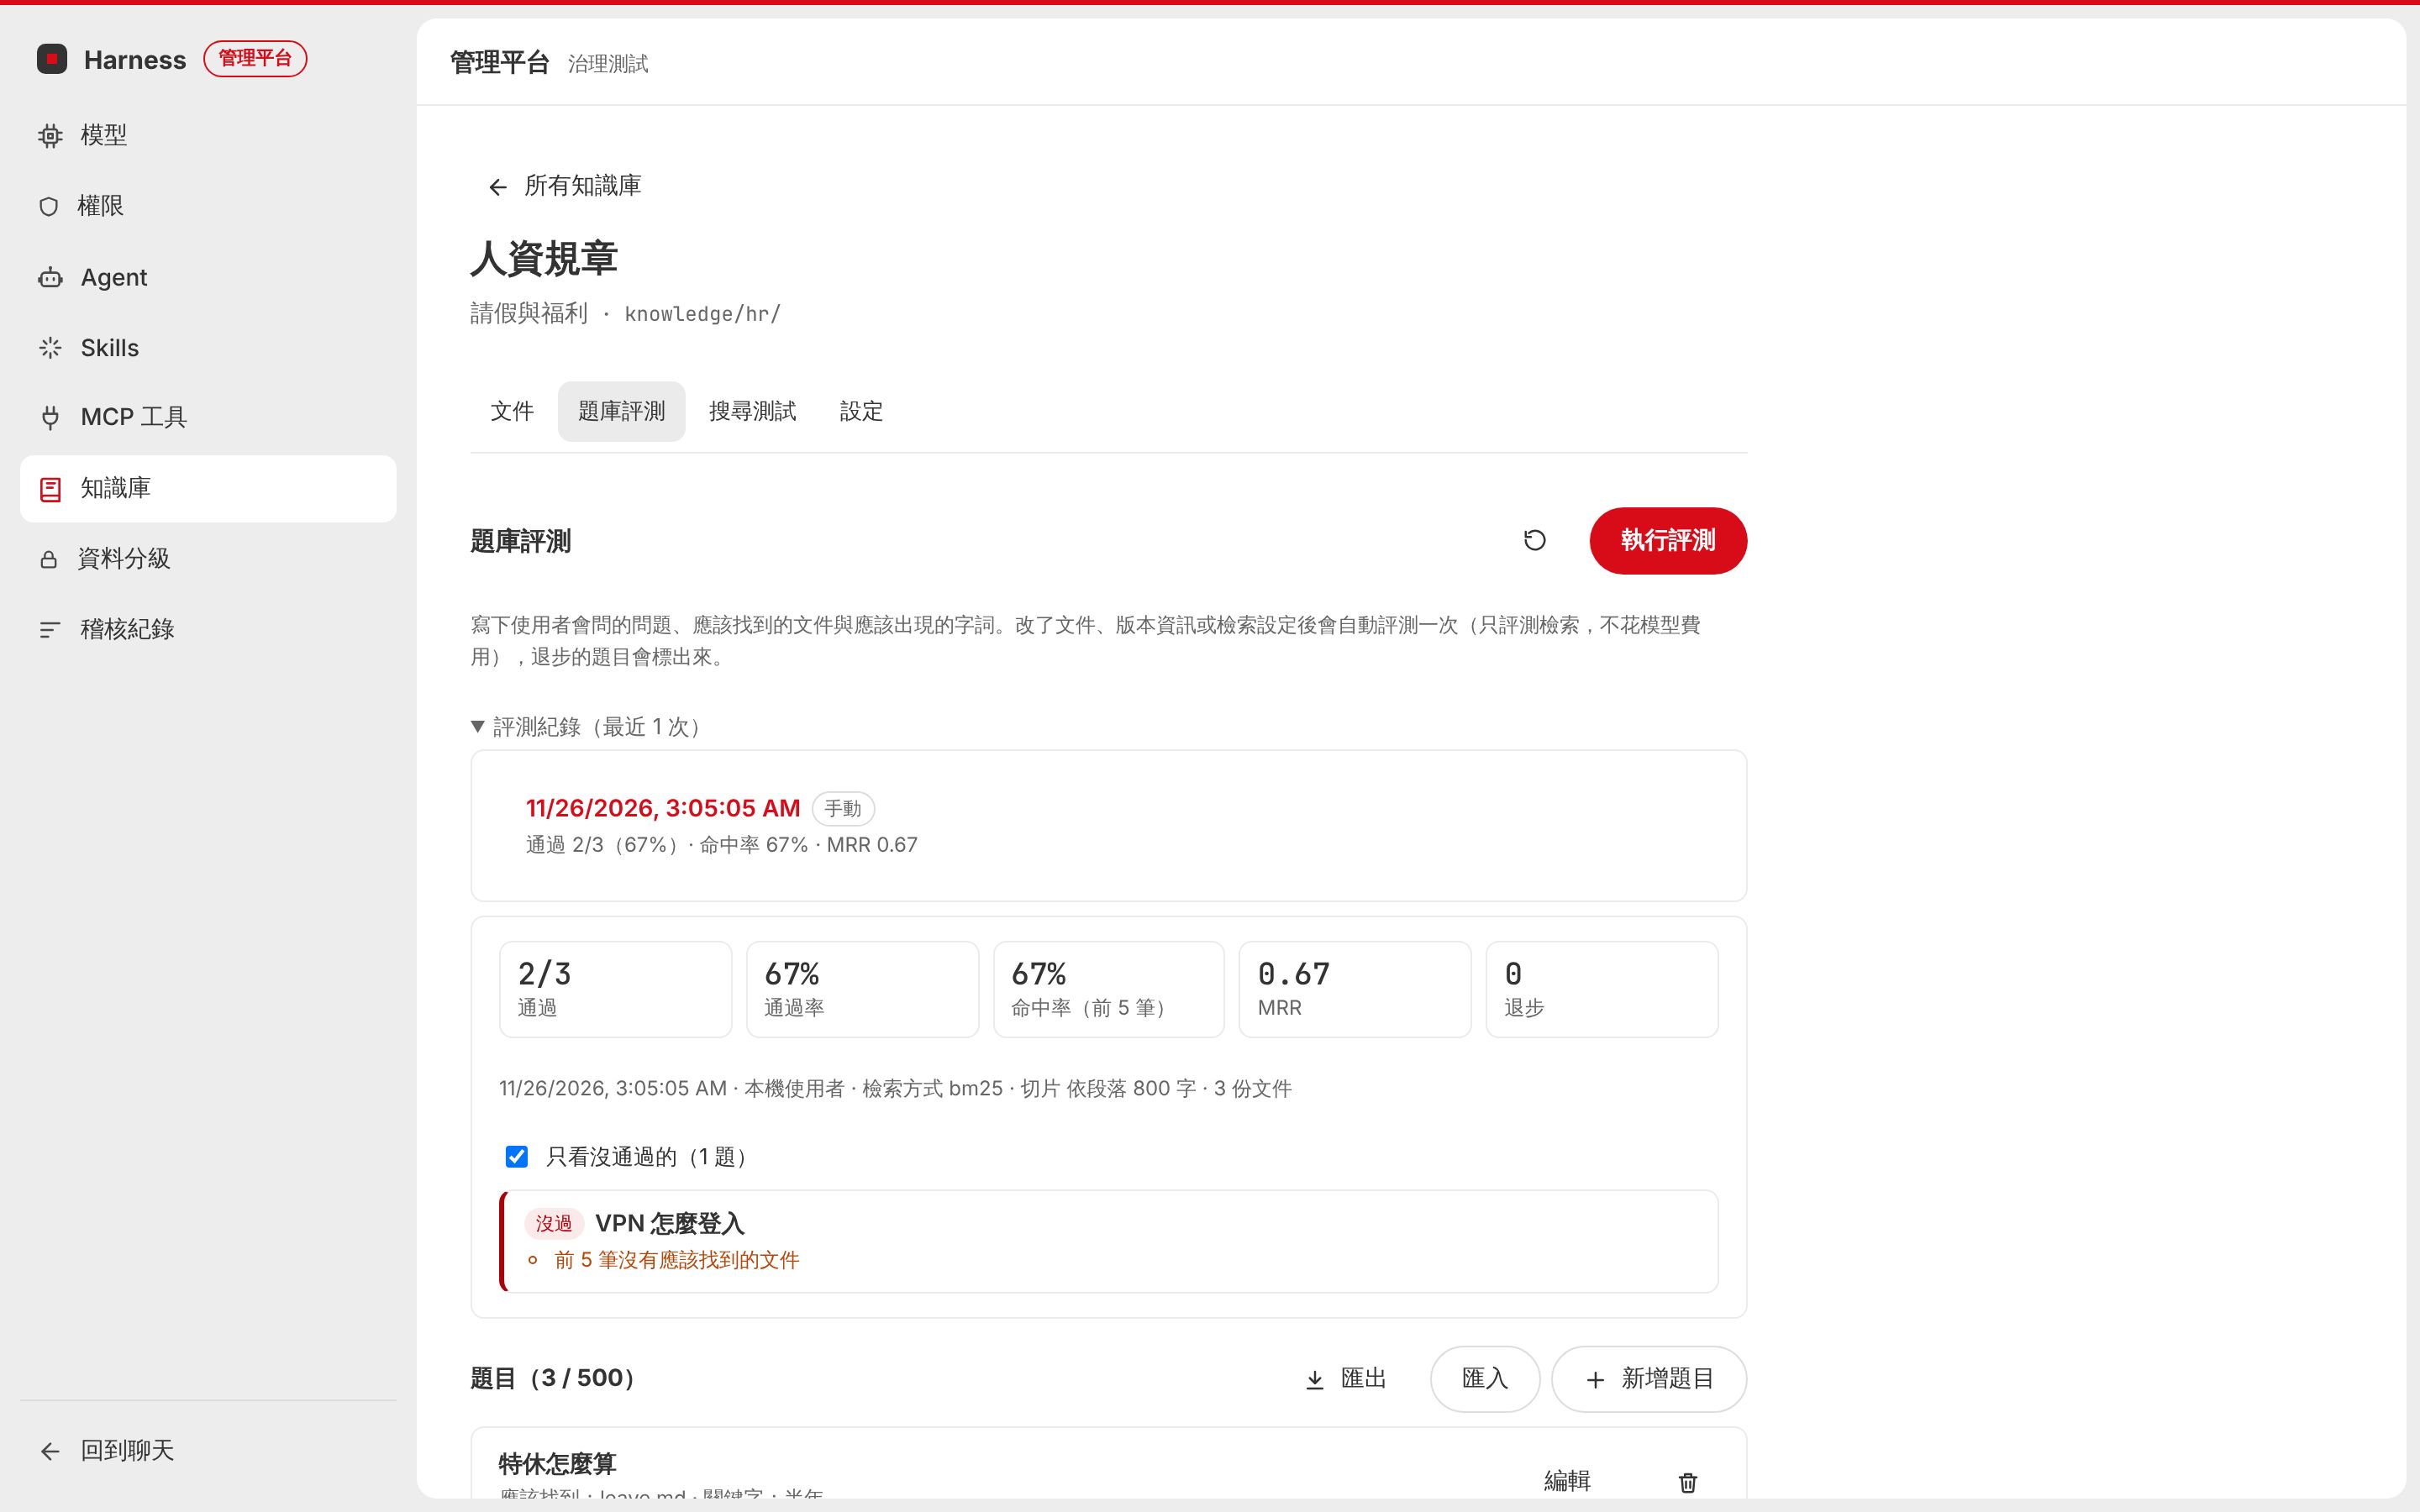 Harness 管理平台
模型
權限
Agent
Skills
MCP 工具
知識庫
資料分級
稽核紀錄
回到聊天
管理平台 治理測試
所有知識庫
人資規章
請假與福利 · knowledge/hr/
文件 題庫評測 搜尋測試 設定
題庫評測
執行評測
寫下使用者會問的問題、應該找到的文件與應該出現的字詞。改了文件、版本資訊或檢索設定後會自動評測一次（只評測檢索，不花模型費
用），退步的題目會標出來。
▼ 評測紀錄（最近 1 次）
11/26/2026, 3:05:05 AM 手動
通過 2/3（67%）· 命中率 67% · MRR 0.67
2/3
通過
67%
通過率
67%
命中率（前 5 筆）
0.67
MRR
0
退步
11/26/2026, 3:05:05 AM · 本機使用者 · 檢索方式 bm25 · 切片 依段落 800 字 · 3 份文件
只看沒通過的（1 題）
沒過 VPN 怎麼登入
前 5 筆沒有應該找到的文件
題目（3 / 500）
匯出 匯入 新增題目
特休怎麼算
編輯
應該找到：leave.md · 關鍵字：半年